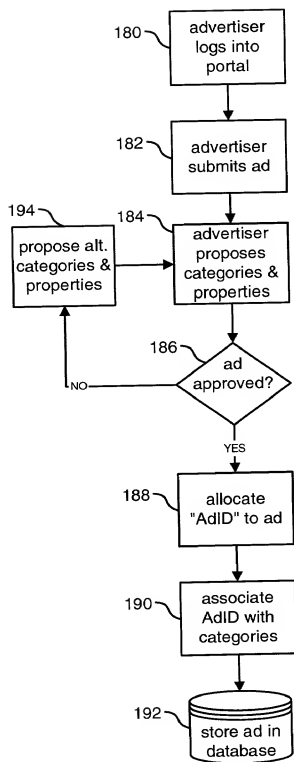 180
advertiser
logs into
portal
182
advertiser
submits ad
194
propose alt.
categories &
properties
184
advertiser
proposes
categories &
properties
186
ad
approved?
NO
YES
188
allocate
"AdID" to ad
190
associate
AdID with
categories
192
store ad in
database